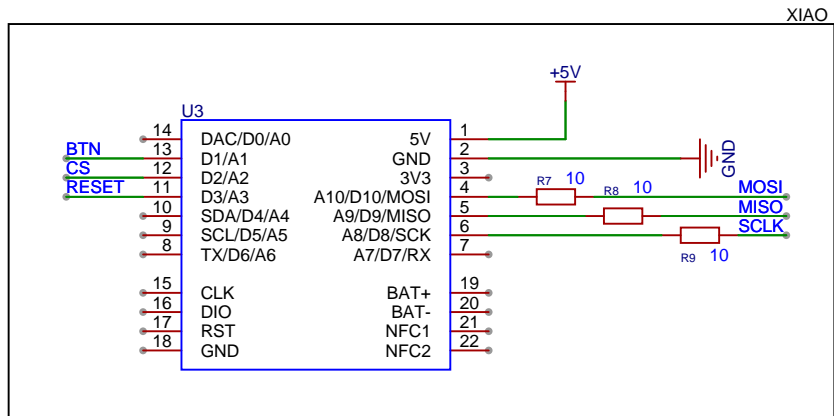 XIAO
+5V
U3
14 DAC/D0/A0 5V 1
BTN 13 D1/A1 GND 2 GND
CS 12 D2/A2 3V3 3
RESET 11 D3/A3 A10/D10/MOSI 4 R7 10 R8 10 MOSI
10 SDA/D4/A4 A9/D9/MISO 5 MISO
9 SCL/D5/A5 A8/D8/SCK 6 SCLK
8 TX/D6/A6 A7/D7/RX 7 R9 10
15 CLK BAT+ 19
16 DIO BAT- 20
17 RST NFC1 21
18 GND NFC2 22